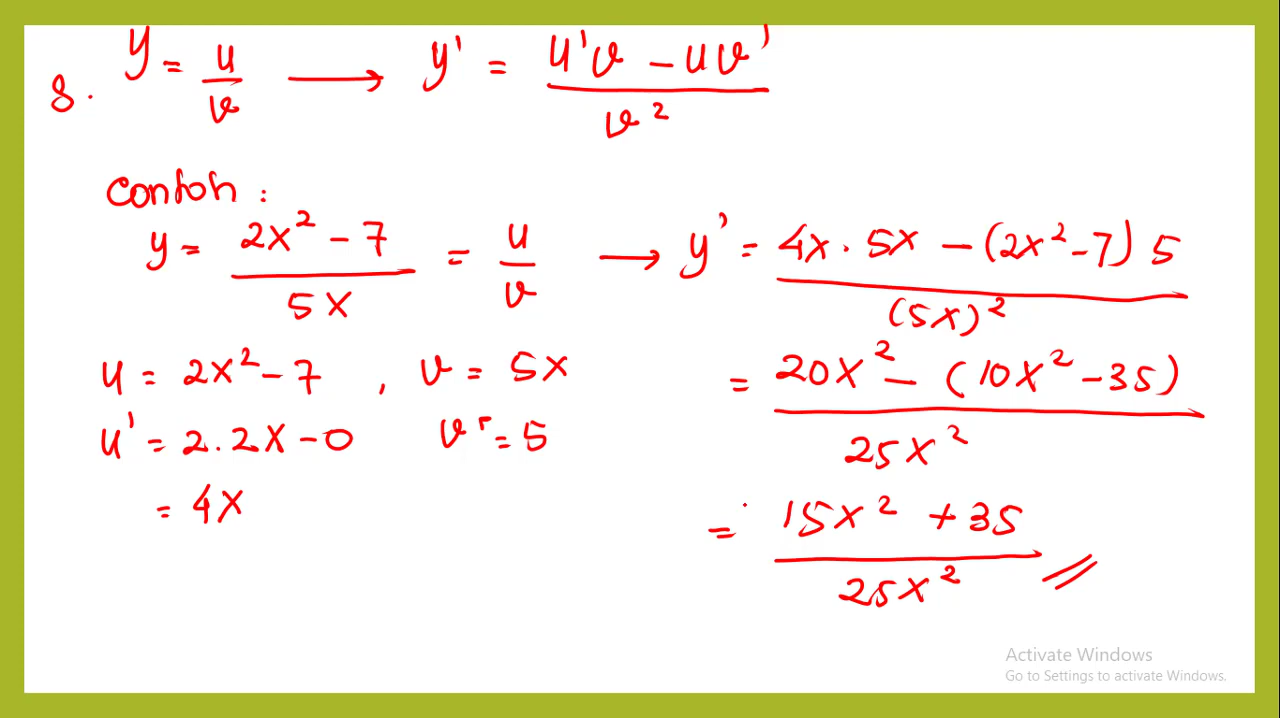 8. y = u/v → y' = (u'v - uv')/v²
Contoh :
y = (2x² - 7)/(5x) = u/v → y' = (4x . 5x - (2x² - 7) 5)/((5x)²)
u = 2x² - 7 , v = 5x
= (20x² - (10x² - 35))/(25x²)
u' = 2.2x - 0 v' = 5
= 4x
= (15x² + 35)/(25x²) //
Activate Windows
Go to Settings to activate Windows.